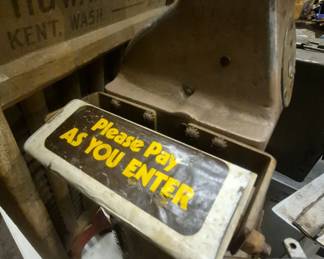 KENT, WASH
Please Pay
AS YOU ENTER